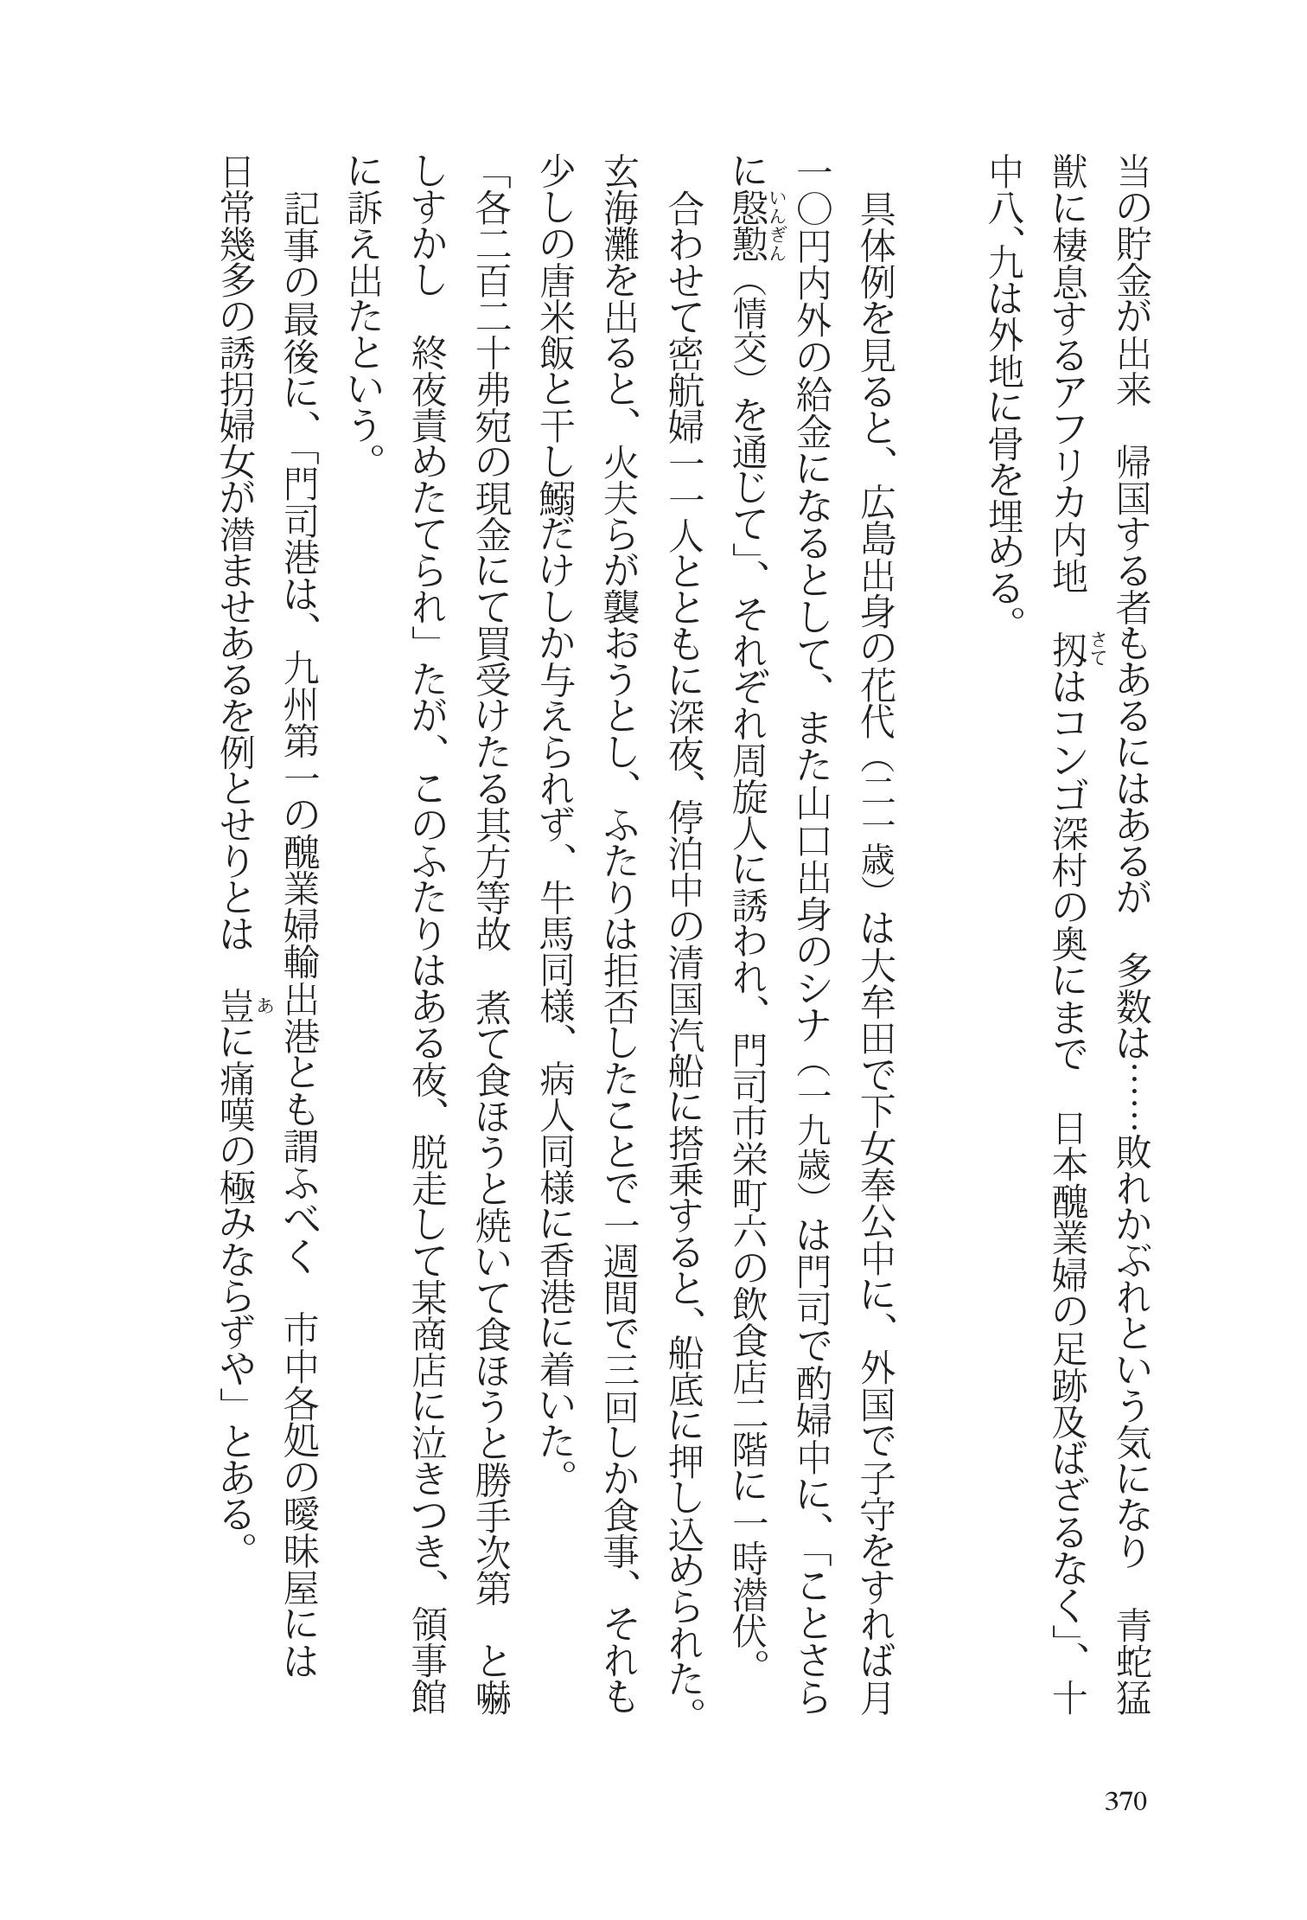 当の貯金が出来　帰国する者もあるにはあるが　多数は……敗れかぶれという気になり　青蛇猛
獣に棲息するアフリカ内地　扨はコンゴ深村の奥にまで　日本醜業婦の足跡及ばざるなく」、十
さて
中八、九は外地に骨を埋める。
　具体例を見ると、広島出身の花代（二一歳）は大牟田で下女奉公中に、外国で子守をすれば月
一〇円内外の給金になるとして、また山口出身のシナ（一九歳）は門司で酌婦中に、「ことさら
に慇懃（情交）を通じて」、それぞれ周旋人に誘われ、門司市栄町六の飲食店二階に一時潜伏。
いんぎん
　合わせて密航婦一一人とともに深夜、停泊中の清国汽船に搭乗すると、船底に押し込められた。
玄海灘を出ると、火夫らが襲おうとし、ふたりは拒否したことで一週間で三回しか食事、それも
少しの唐米飯と干し鰯だけしか与えられず、牛馬同様、病人同様に香港に着いた。
「各二百二十弗宛の現金にて買受けたる其方等故　煮て食ほうと焼いて食ほうと勝手次第　と嚇
しすかし　終夜責めたてられ」たが、このふたりはある夜、脱走して某商店に泣きつき、領事館
に訴え出たという。
　記事の最後に、「門司港は、九州第一の醜業婦輸出港とも謂ふべく　市中各処の曖昧屋には
日常幾多の誘拐婦女が潜ませあるを例とせりとは　豈に痛嘆の極みならずや」とある。
あ
370